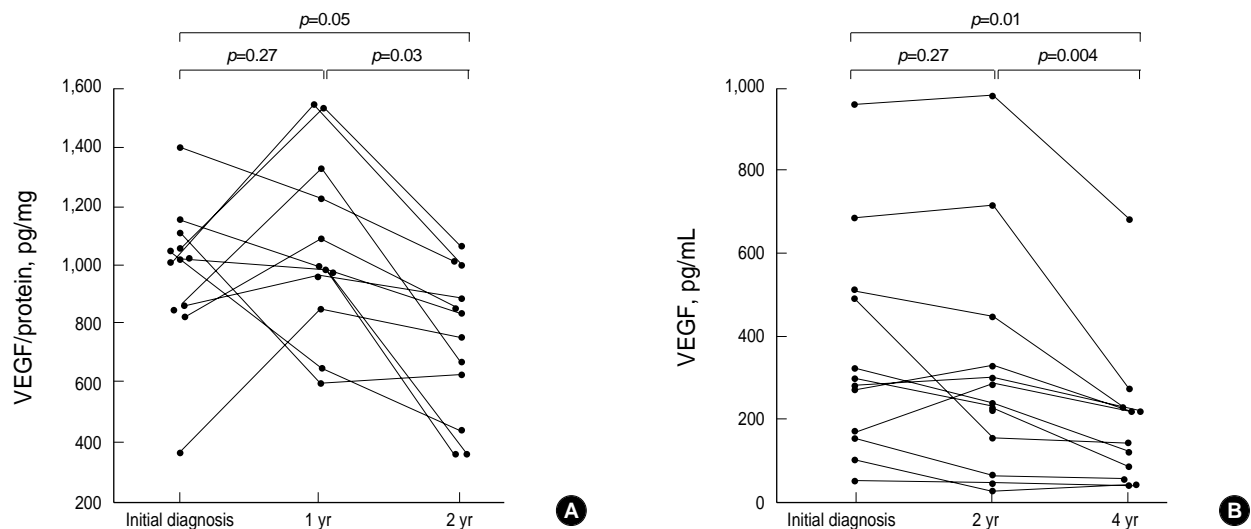 p=0.05
p=0.27 p=0.03
1,600
1,400
1,200
1,000
800
600
400
200
VEGF/protein, pg/mg
Initial diagnosis 1 yr 2 yr
A
p=0.01
p=0.27 p=0.004
1,000
800
600
400
200
0
VEGF, pg/mL
Initial diagnosis 2 yr 4 yr
B